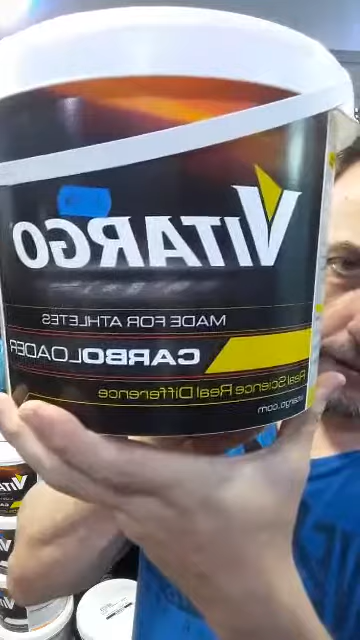 VITARGO
MADE FOR ATHLETES
CARBOLOADER
Real Science Real Difference
vitargo.com